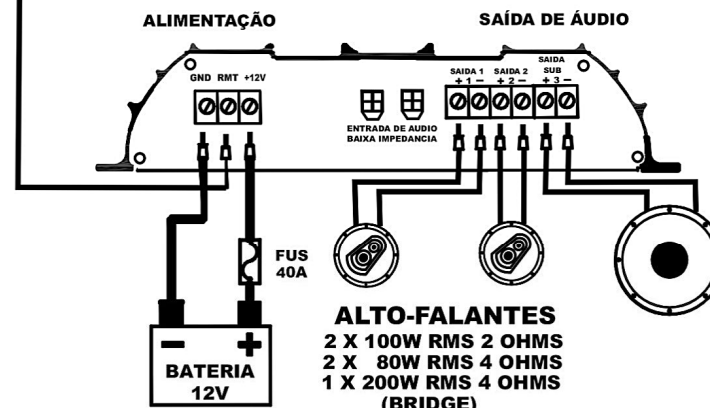 ALIMENTAÇÃO
SAÍDA DE ÁUDIO
GND RMT +12V
SAIDA 1
+ 1 −
SAIDA 2
+ 2 −
SAIDA
SUB
+ 3 −
ENTRADA DE AUDIO
BAIXA IMPEDANCIA
FUS
40A
− +
BATERIA
12V
ALTO-FALANTES
2 X 100W RMS 2 OHMS
2 X 80W RMS 4 OHMS
1 X 200W RMS 4 OHMS
(BRIDGE)